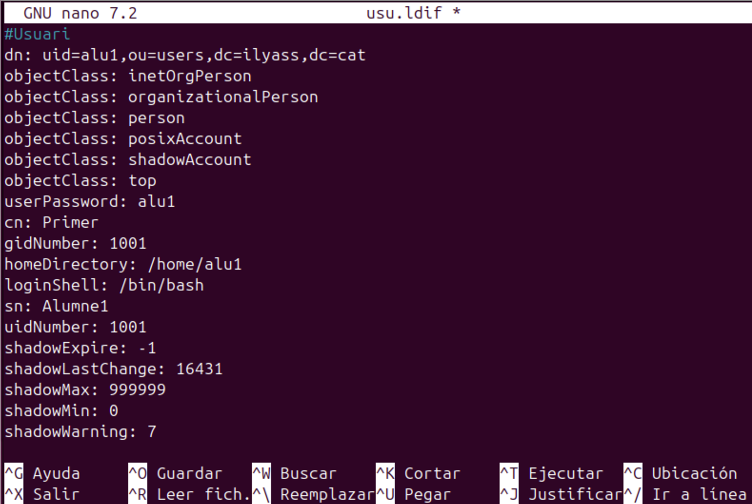 GNU nano 7.2 usu.ldif *
#Usuari
dn: uid=alu1,ou=users,dc=ilyass,dc=cat
objectClass: inetOrgPerson
objectClass: organizationalPerson
objectClass: person
objectClass: posixAccount
objectClass: shadowAccount
objectClass: top
userPassword: alu1
cn: Primer
gidNumber: 1001
homeDirectory: /home/alu1
loginShell: /bin/bash
sn: Alumne1
uidNumber: 1001
shadowExpire: -1
shadowLastChange: 16431
shadowMax: 999999
shadowMin: 0
shadowWarning: 7
^G Ayuda ^O Guardar ^W Buscar ^K Cortar ^T Ejecutar ^C Ubicación
^X Salir ^R Leer fich. ^\ Reemplazar ^U Pegar ^J Justificar ^/ Ir a línea